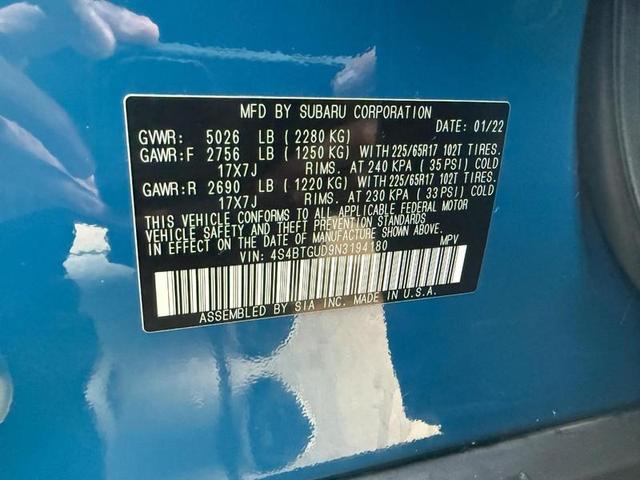 MFD BY SUBARU CORPORATION
GVWR: 5026 LB (2280 KG) DATE: 01/22
GAWR:F 2756 LB (1250 KG) WITH 225/65R17 102T TIRES.
17X7J RIMS. AT 240 KPA (35 PSI) COLD
GAWR:R 2690 LB (1220 KG) WITH 225/65R17 102T TIRES.
17X7J RIMS. AT 230 KPA (33 PSI) COLD
THIS VEHICLE CONFORMS TO ALL APPLICABLE FEDERAL MOTOR
VEHICLE SAFETY AND THEFT PREVENTION STANDARDS
IN EFFECT ON THE DATE OF MANUFACTURE SHOWN ABOVE.
VIN: 4S4BTGUD9N3194180 MPV
ASSEMBLED BY SIA INC. MADE IN U.S.A.